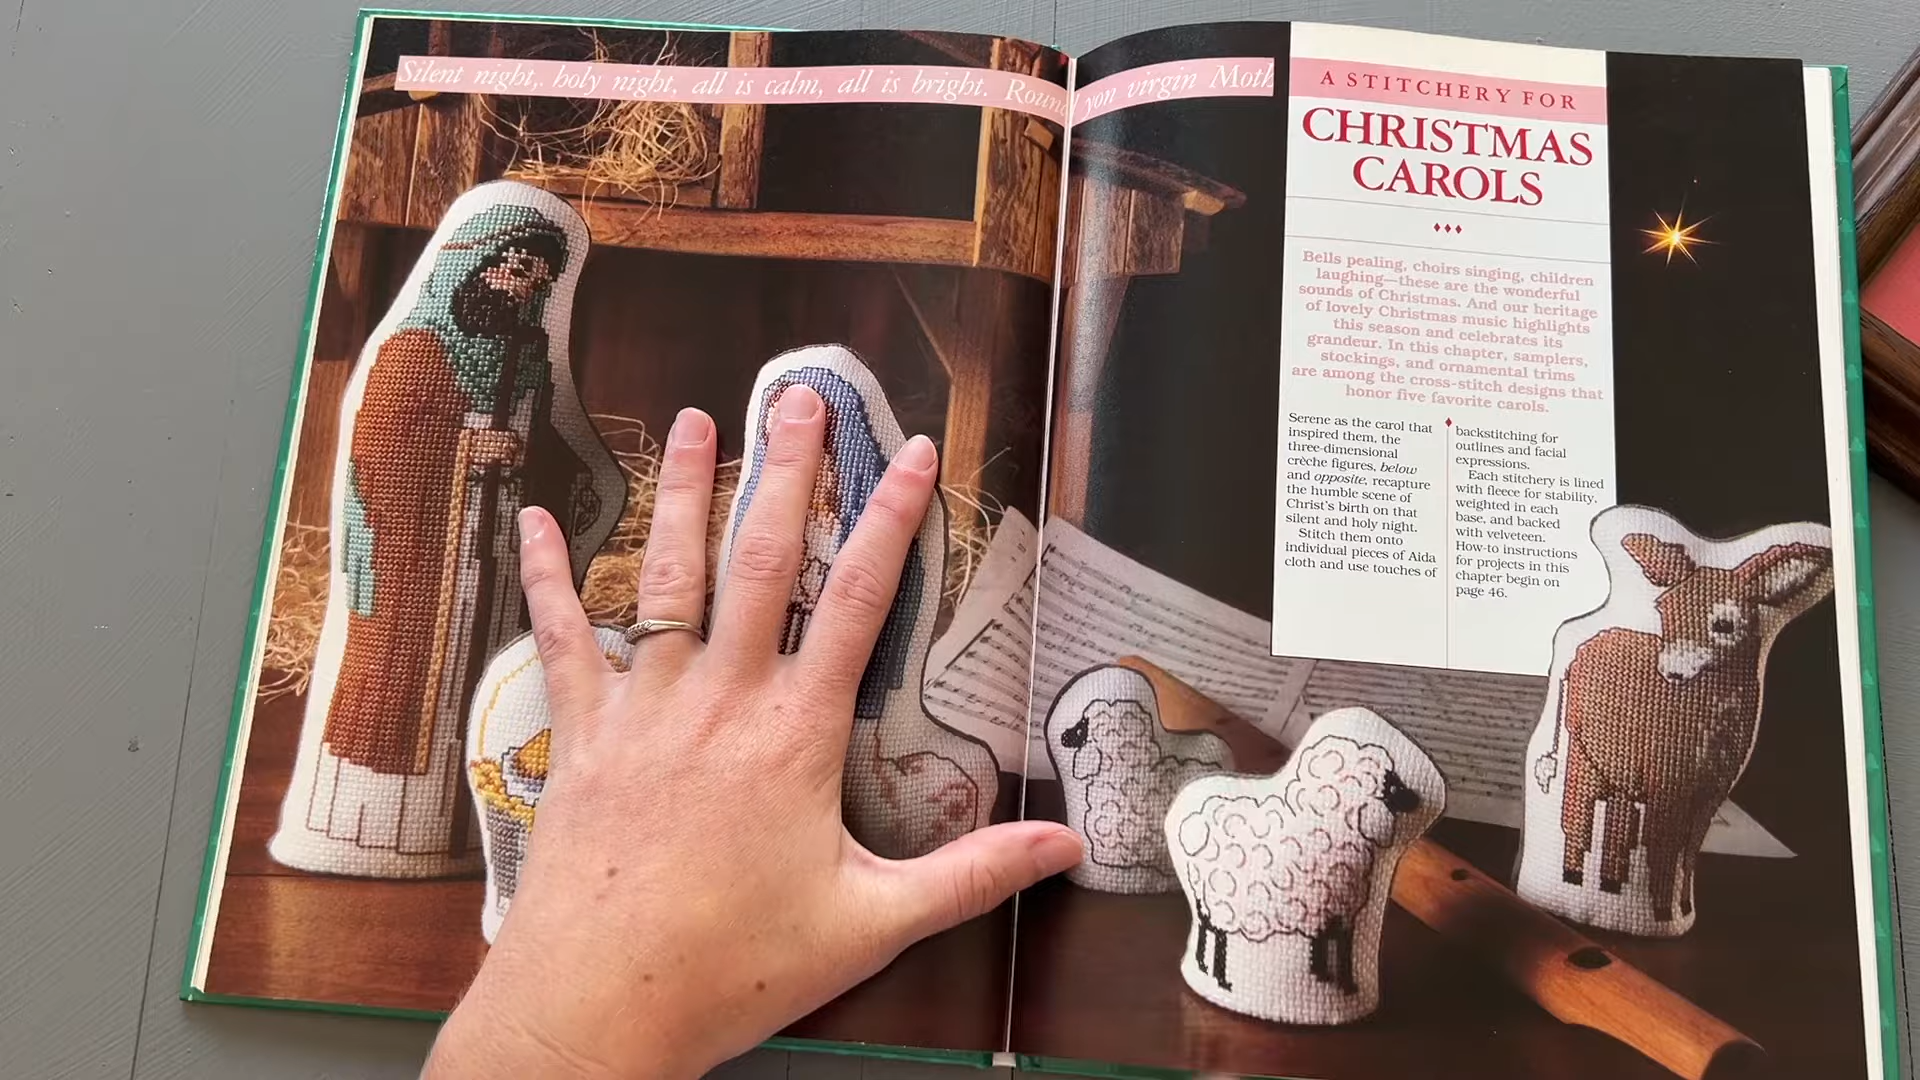 Silent night, holy night, all is calm, all is bright. Round yon virgin Moth
A STITCHERY FOR
CHRISTMAS
CAROLS
Bells pealing, choirs singing, children
laughing—these are the wonderful
sounds of Christmas. And our heritage
of lovely Christmas music highlights
this season and celebrates its
grandeur. In this chapter, samplers,
stockings, and ornamental trims
are among the cross-stitch designs that
honor five favorite carols.
Serene as the carol that
inspired them, the
three-dimensional
crèche figures, below
and opposite, recapture
the humble scene of
Christ's birth on that
silent and holy night.
Stitch them onto
individual pieces of Aida
cloth and use touches of
backstitching for
outlines and facial
expressions.
Each stitchery is lined
with fleece for stability,
weighted in each
base, and backed
with velveteen.
How-to instructions
for projects in this
chapter begin on
page 46.